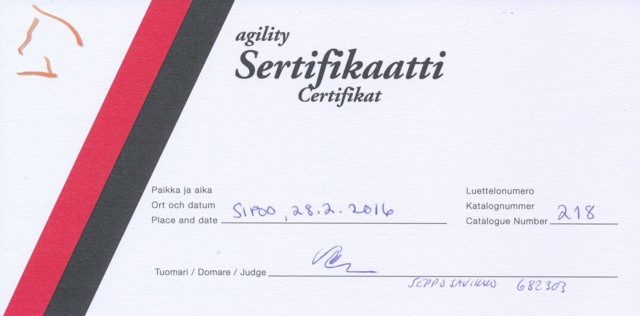 agility
Sertifikaatti
Certifikat
Paikka ja aika
Ort och datum
Place and date SIPOO, 28.2.2016
Luettelonumero
Katalognummer
Catalogue Number 218
Tuomari / Domare / Judge
SEPPO SAVIKKO 682303